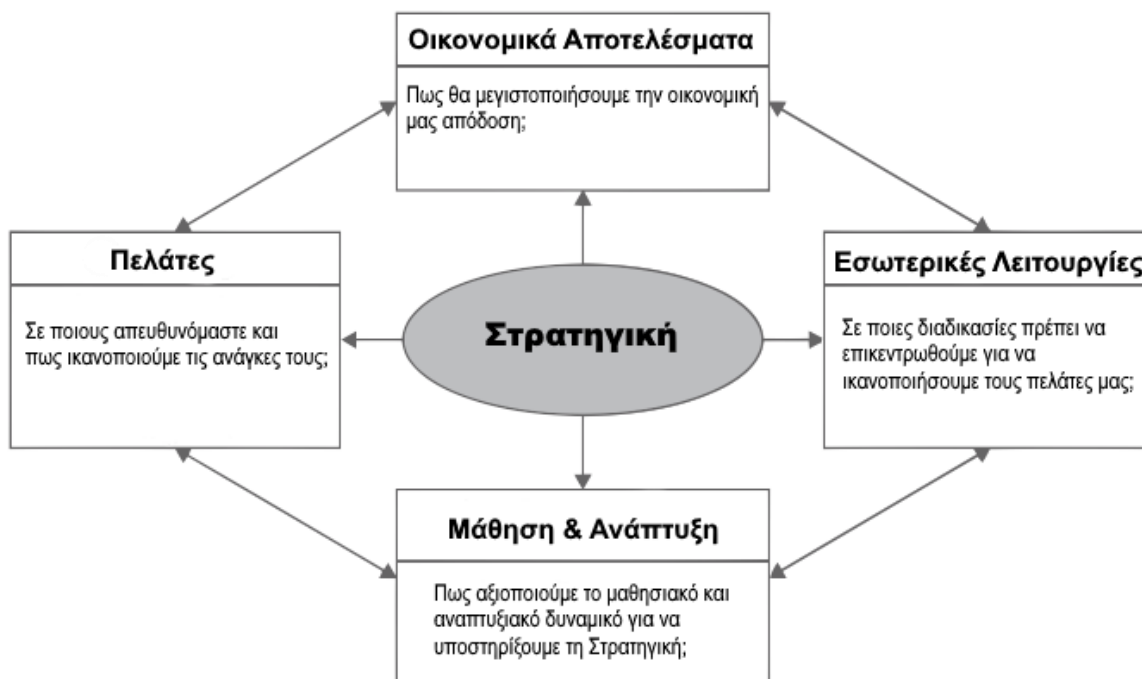 Οικονομικά Αποτελέσματα
Πως θα μεγιστοποιήσουμε την οικονομική
μας απόδοση;
Πελάτες
Σε ποιους απευθυνόμαστε και
πως ικανοποιούμε τις ανάγκες τους;
Στρατηγική
Εσωτερικές Λειτουργίες
Σε ποιες διαδικασίες πρέπει να
επικεντρωθούμε για να
ικανοποιήσουμε τους πελάτες μας;
Μάθηση & Ανάπτυξη
Πως αξιοποιούμε το μαθησιακό και
αναπτυξιακό δυναμικό για να
υποστηρίξουμε τη Στρατηγική;